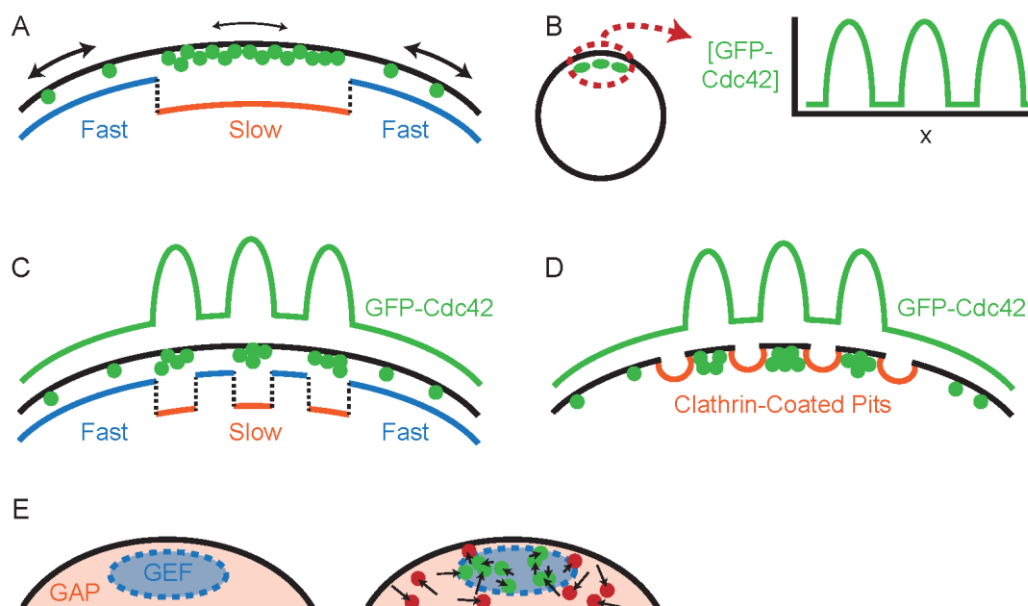 A
Fast
Slow
Fast
B
[GFP-
Cdc42]
x
C
GFP-Cdc42
Fast
Slow
Fast
D
GFP-Cdc42
Clathrin-Coated Pits
E
GEF
GAP